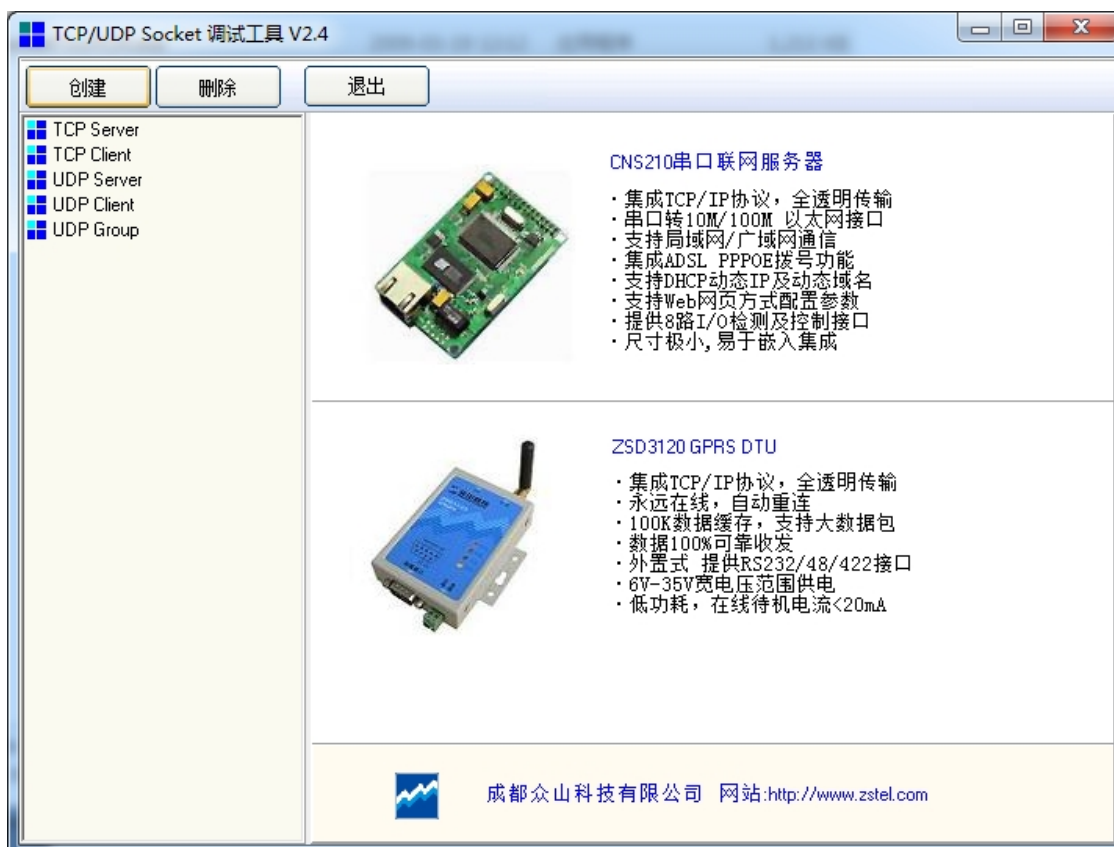 TCP/UDP Socket 调试工具 V2.4
创建
删除
退出
TCP Server
TCP Client
UDP Server
UDP Client
UDP Group
CNS210串口联网服务器
·集成TCP/IP协议，全透明传输
·串口转10M/100M 以太网接口
·支持局域网/广域网通信
·集成ADSL PPPOE拨号功能
·支持DHCP动态IP及动态域名
·支持Web网页方式配置参数
·提供8路I/O检测及控制接口
·尺寸极小,易于嵌入集成
ZSD3120 GPRS DTU
·集成TCP/IP协议，全透明传输
·永远在线，自动重连
·100K数据缓存，支持大数据包
·数据100%可靠收发
·外置式 提供RS232/48/422接口
·6V-35V宽电压范围供电
·低功耗，在线待机电流<20mA
成都众山科技有限公司 网站:http://www.zstel.com